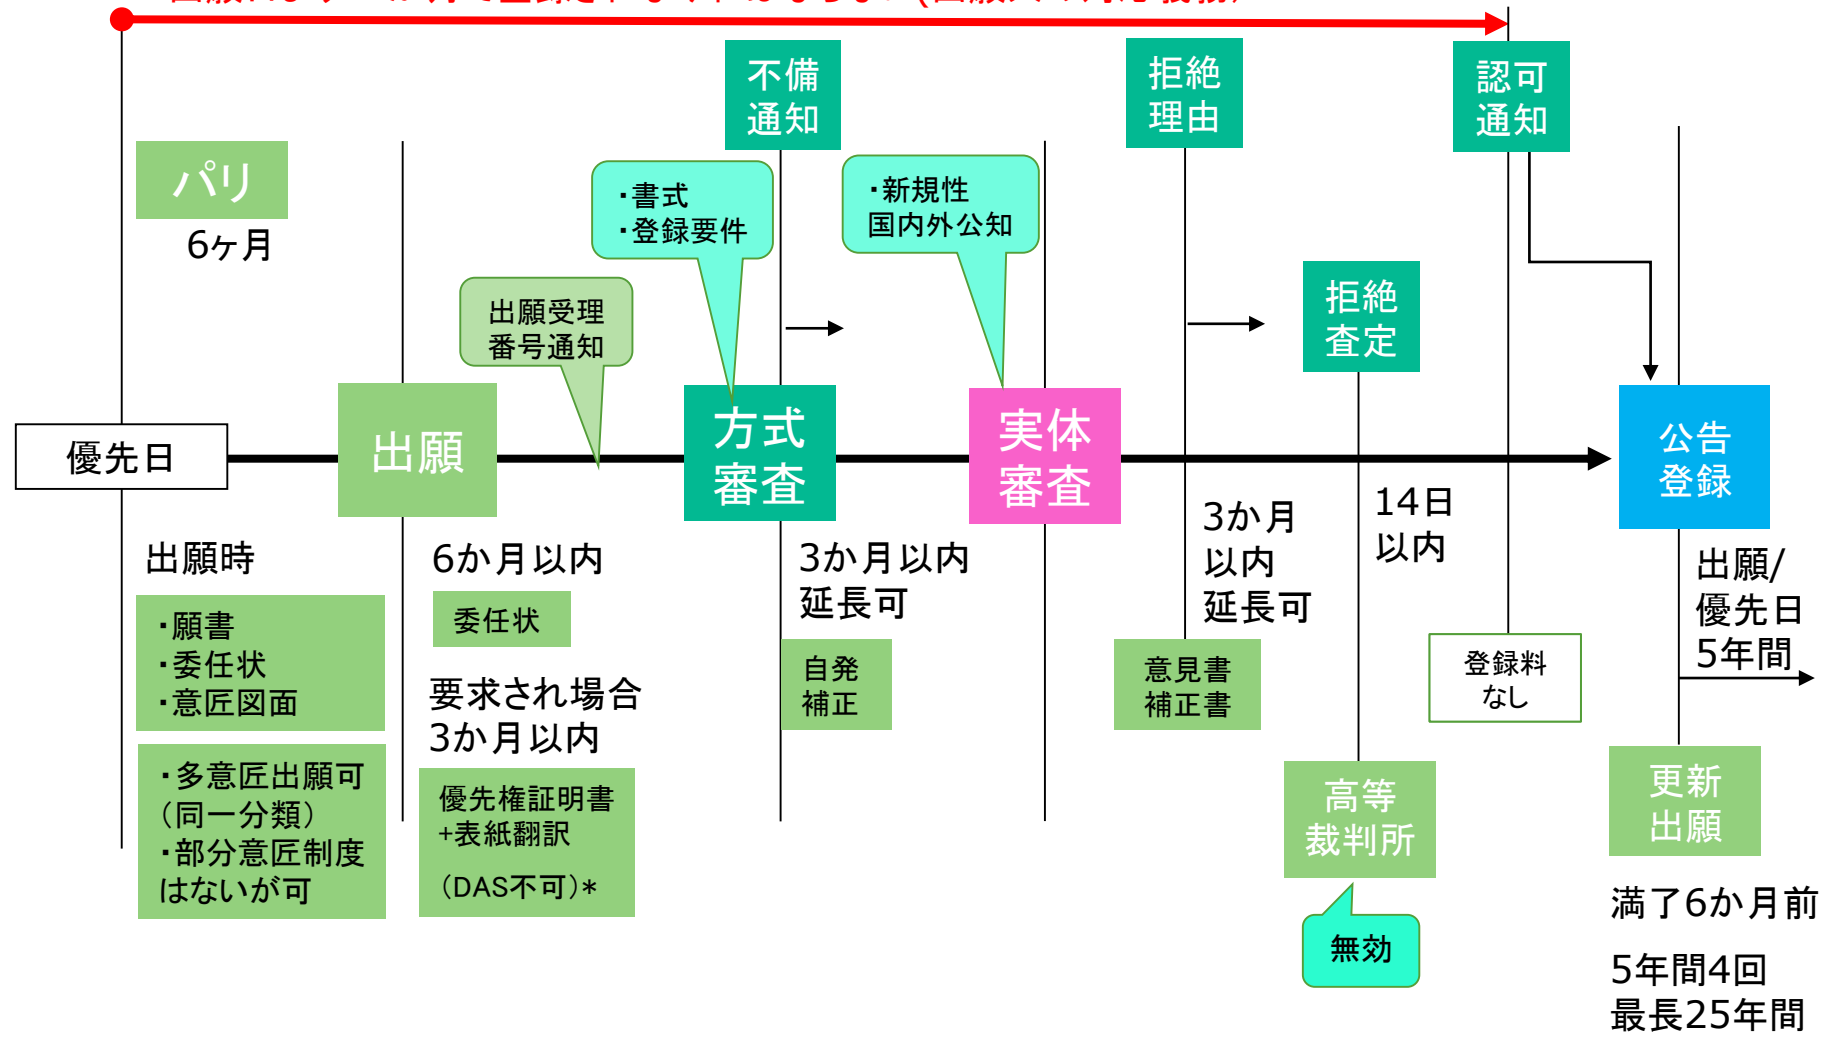 不備
通知
拒絶
理由
認可
通知
パリ
6ヶ月
・書式
・登録要件
・新規性
国内外公知
出願受理
番号通知
拒絶
査定
優先日
出願
方式
審査
実体
審査
公告
登録
出願時
・願書
・委任状
・意匠図面
・多意匠出願可
（同一分類）
・部分意匠制度
はないが可
6か月以内
委任状
要求され場合
3か月以内
優先権証明書
+表紙翻訳
（DAS不可）*
3か月以内
延長可
自発
補正
3か月
以内
延長可
意見書
補正書
14日
以内
高等
裁判所
無効
登録料
なし
出願/
優先日
5年間
更新
出願
満了6か月前
5年間4回
最長25年間